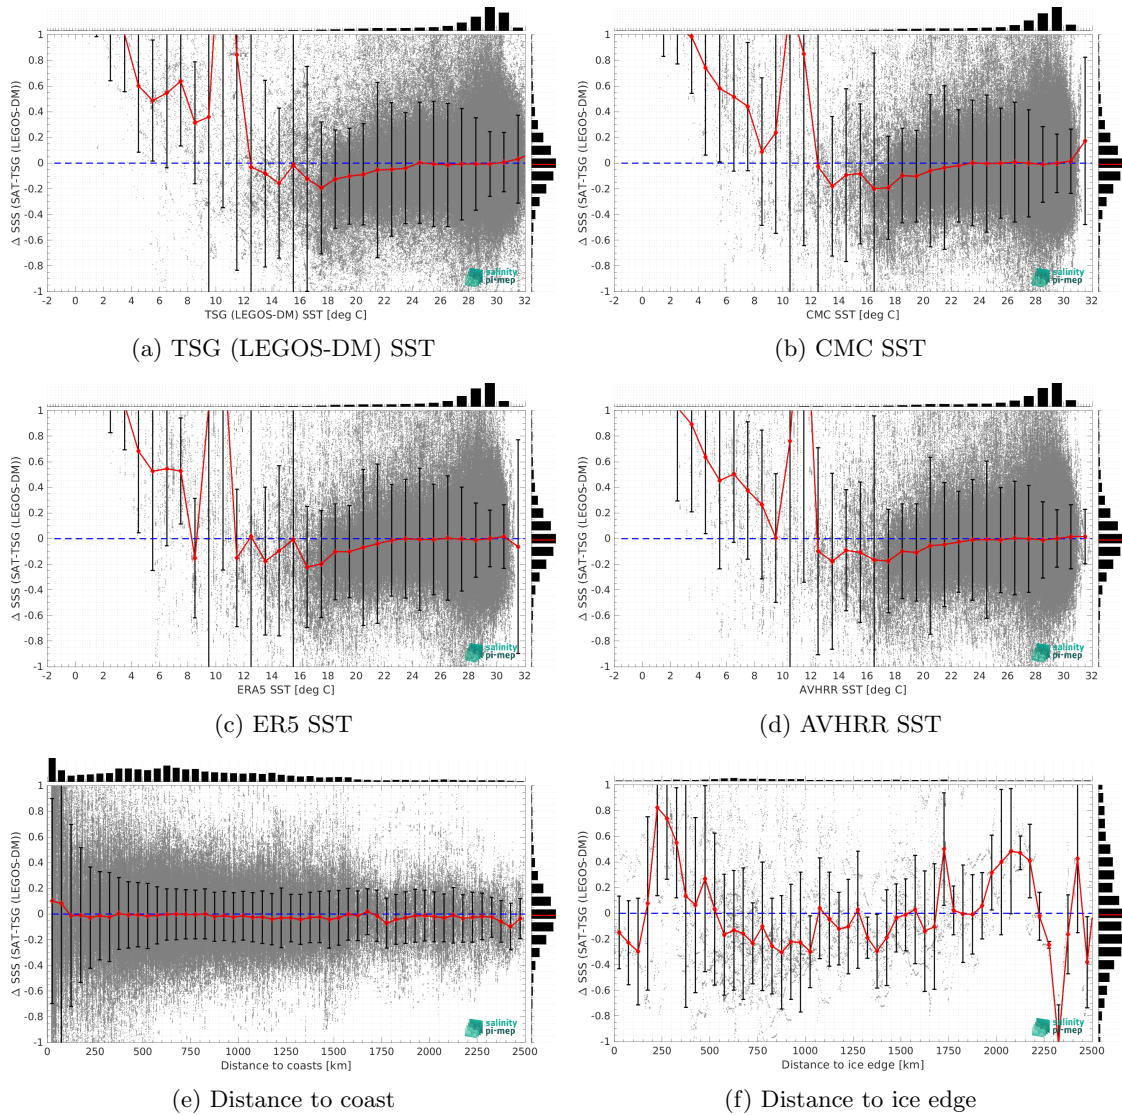 1
0.8
0.6
0.4
0.2
0
-0.2
-0.4
-0.6
-0.8
-1
Δ SSS (SAT-TSG (LEGOS-DM))
-2 0 2 4 6 8 10 12 14 16 18 20 22 24 26 28 30 32
TSG (LEGOS-DM) SST [deg C]
salinity
pi-mep
(a) TSG (LEGOS-DM) SST
1
0.8
0.6
0.4
0.2
0
-0.2
-0.4
-0.6
-0.8
-1
Δ SSS (SAT-TSG (LEGOS-DM))
-2 0 2 4 6 8 10 12 14 16 18 20 22 24 26 28 30 32
CMC SST [deg C]
salinity
pi-mep
(b) CMC SST
1
0.8
0.6
0.4
0.2
0
-0.2
-0.4
-0.6
-0.8
-1
Δ SSS (SAT-TSG (LEGOS-DM))
-2 0 2 4 6 8 10 12 14 16 18 20 22 24 26 28 30 32
ERA5 SST [deg C]
salinity
pi-mep
(c) ER5 SST
1
0.8
0.6
0.4
0.2
0
-0.2
-0.4
-0.6
-0.8
-1
Δ SSS (SAT-TSG (LEGOS-DM))
-2 0 2 4 6 8 10 12 14 16 18 20 22 24 26 28 30 32
AVHRR SST [deg C]
salinity
pi-mep
(d) AVHRR SST
1
0.8
0.6
0.4
0.2
0
-0.2
-0.4
-0.6
-0.8
-1
Δ SSS (SAT-TSG (LEGOS-DM))
0 250 500 750 1000 1250 1500 1750 2000 2250 2500
Distance to coasts [km]
salinity
pi-mep
(e) Distance to coast
1
0.8
0.6
0.4
0.2
0
-0.2
-0.4
-0.6
-0.8
-1
Δ SSS (SAT-TSG (LEGOS-DM))
0 250 500 750 1000 1250 1500 1750 2000 2250 2500
Distance to ice edge [km]
salinity
pi-mep
(f) Distance to ice edge